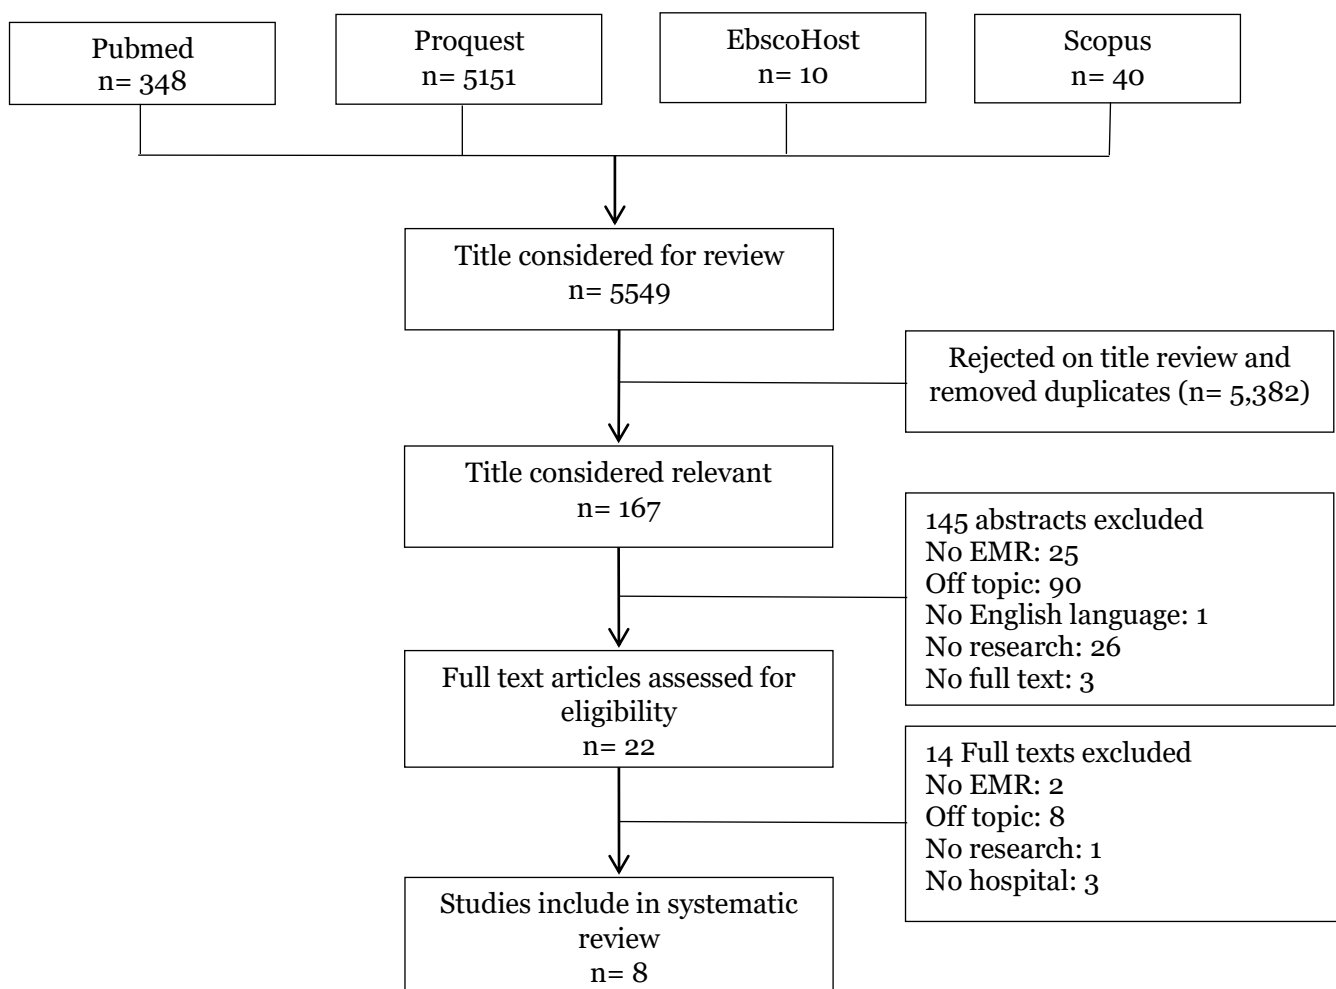 Pubmed
n= 348
Proquest
n= 5151
EbscoHost
n= 10
Scopus
n= 40
Title considered for review
n= 5549
Rejected on title review and
removed duplicates (n= 5,382)
Title considered relevant
n= 167
145 abstracts excluded
No EMR: 25
Off topic: 90
No English language: 1
No research: 26
No full text: 3
Full text articles assessed for
eligibility
n= 22
14 Full texts excluded
No EMR: 2
Off topic: 8
No research: 1
No hospital: 3
Studies include in systematic
review
n= 8